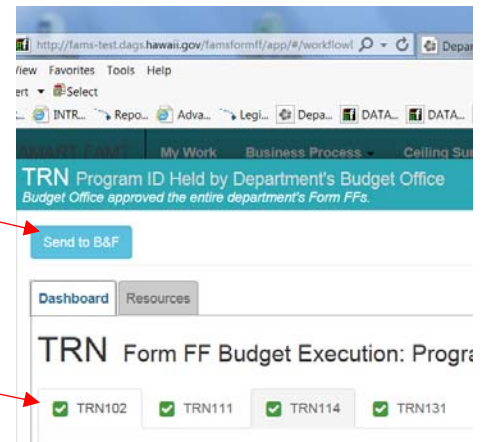 http://fams-test.dags.hawaii.gov/famsformff/app/#/workflowl
View Favorites Tools Help
Select
INTR... Repo... Adva... Legi... Depa... DATA... DATA...
My Work Business Process Ceiling Sum
TRN Program ID Held by Department's Budget Office
Budget Office approved the entire department's Form FFs.
Send to B&F
Dashboard Resources
TRN Form FF Budget Execution: Progra
TRN102 TRN111 TRN114 TRN131